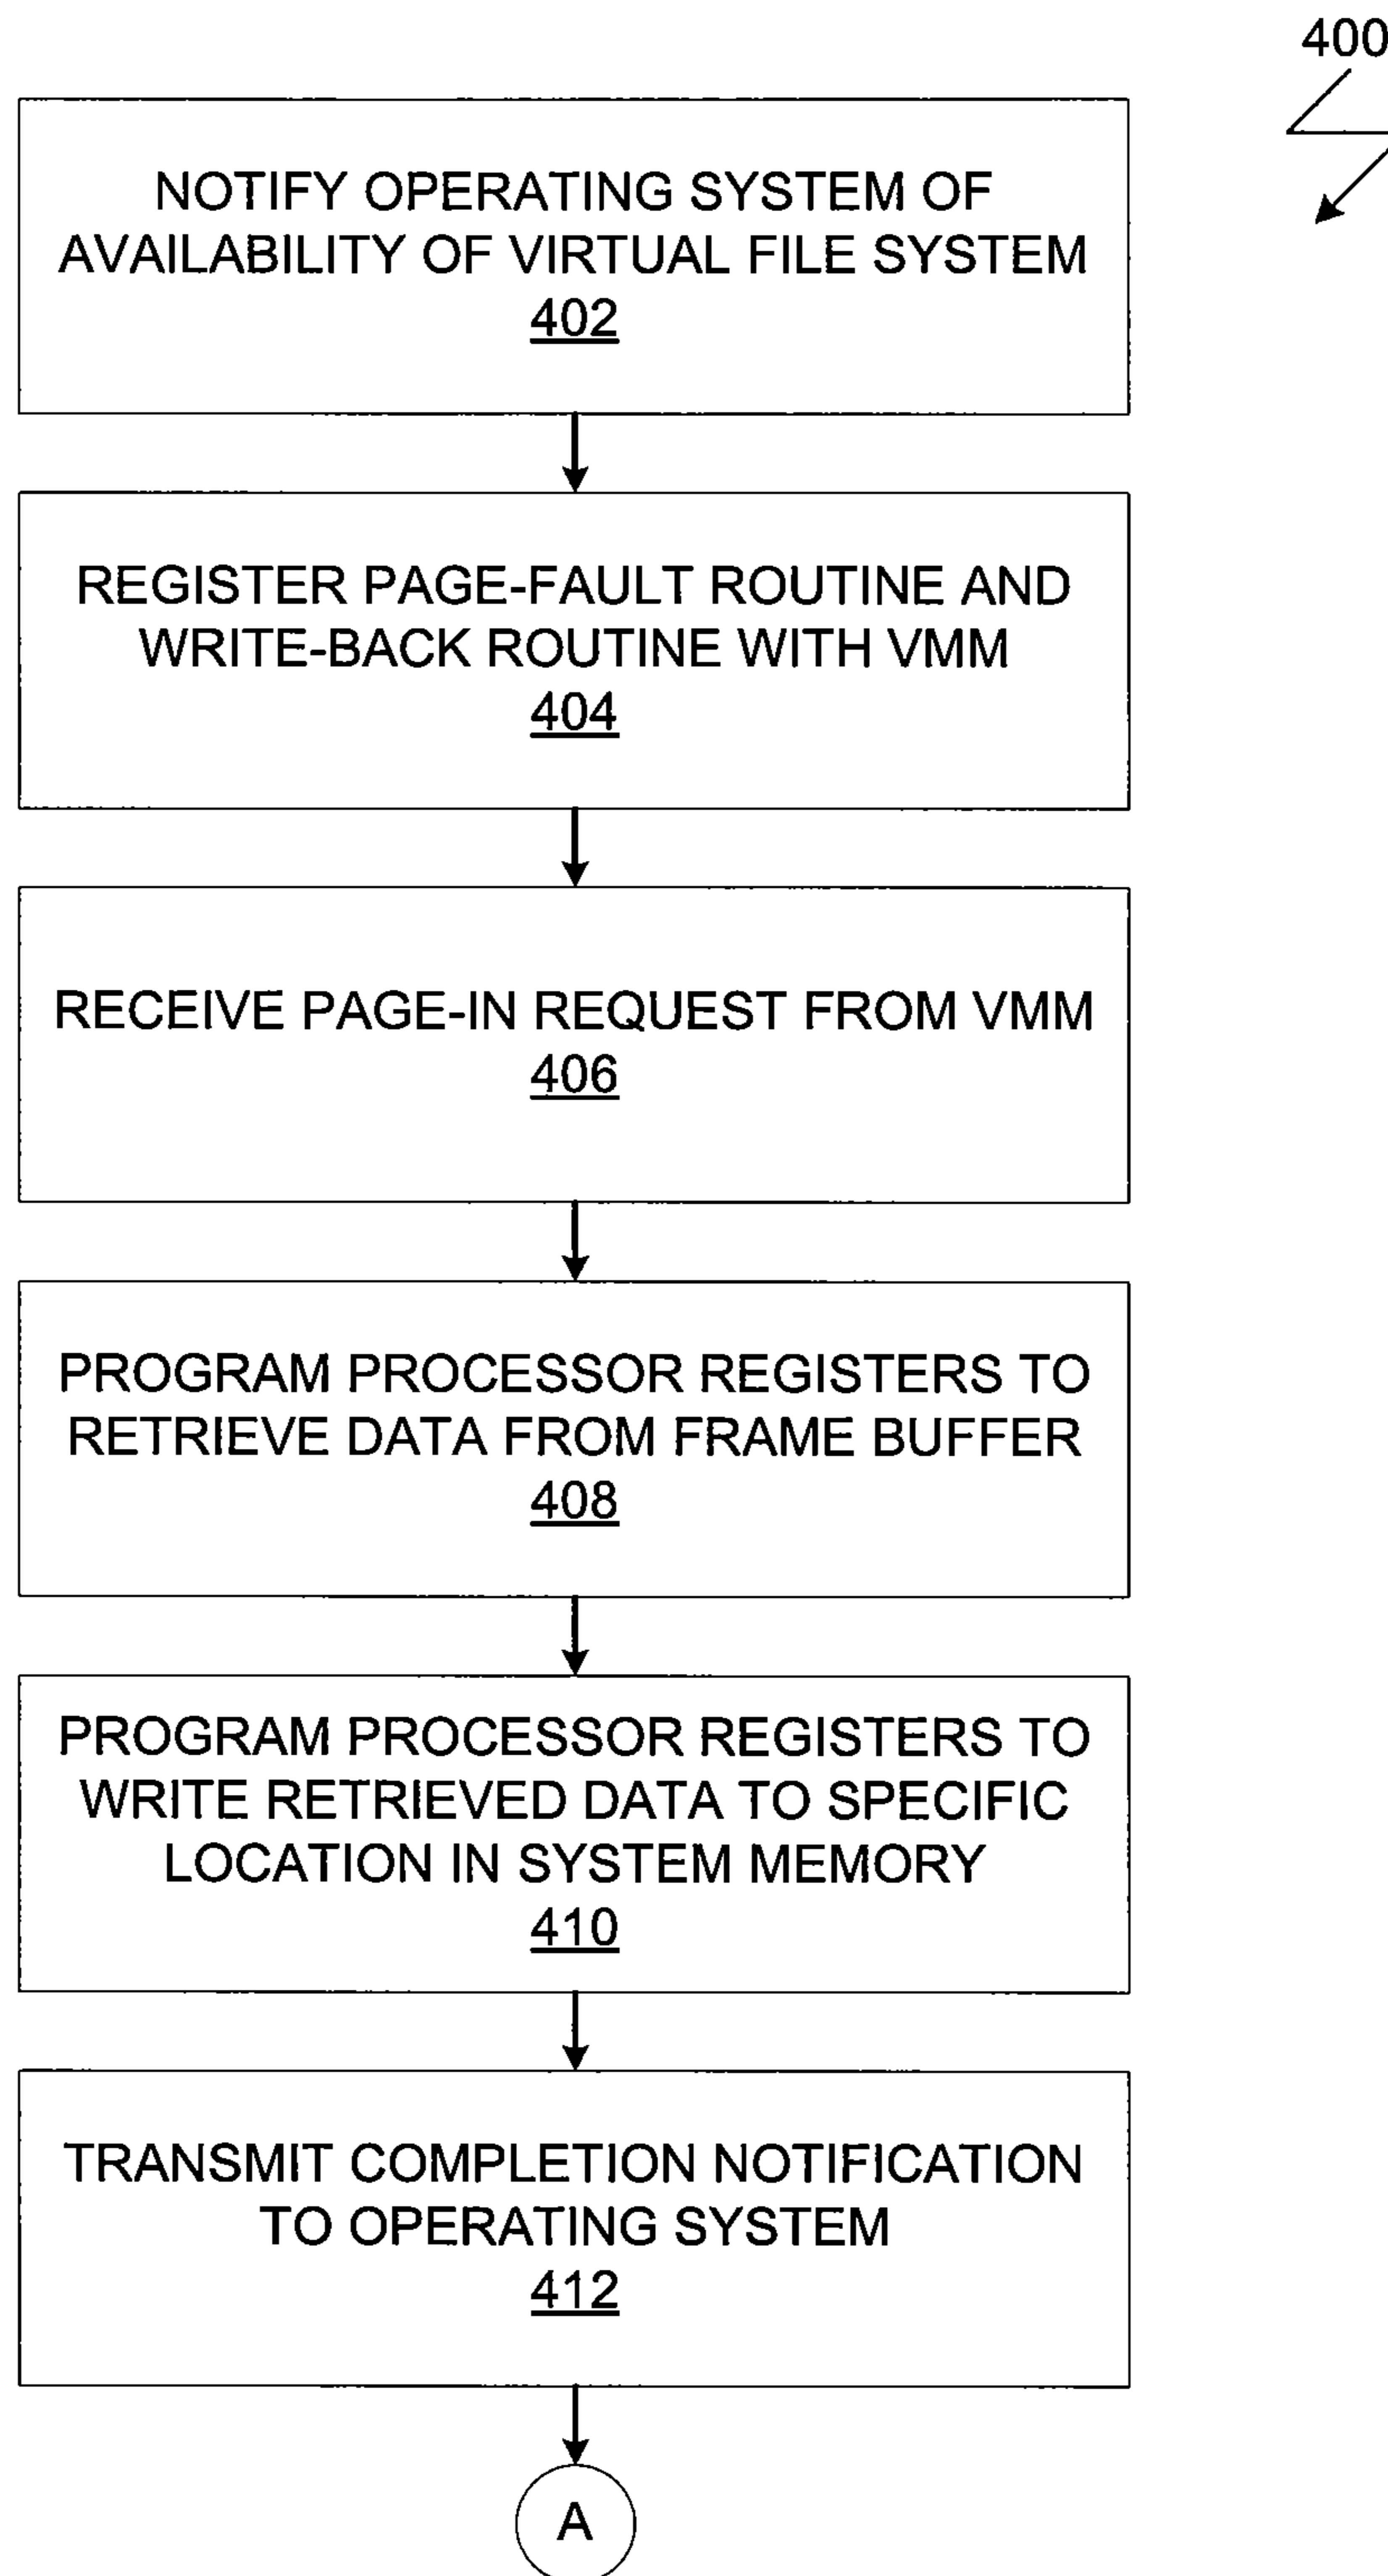 400
NOTIFY OPERATING SYSTEM OF
AVAILABILITY OF VIRTUAL FILE SYSTEM
402
REGISTER PAGE-FAULT ROUTINE AND
WRITE-BACK ROUTINE WITH VMM
404
RECEIVE PAGE-IN REQUEST FROM VMM
406
PROGRAM PROCESSOR REGISTERS TO
RETRIEVE DATA FROM FRAME BUFFER
408
PROGRAM PROCESSOR REGISTERS TO
WRITE RETRIEVED DATA TO SPECIFIC
LOCATION IN SYSTEM MEMORY
410
TRANSMIT COMPLETION NOTIFICATION
TO OPERATING SYSTEM
412
A